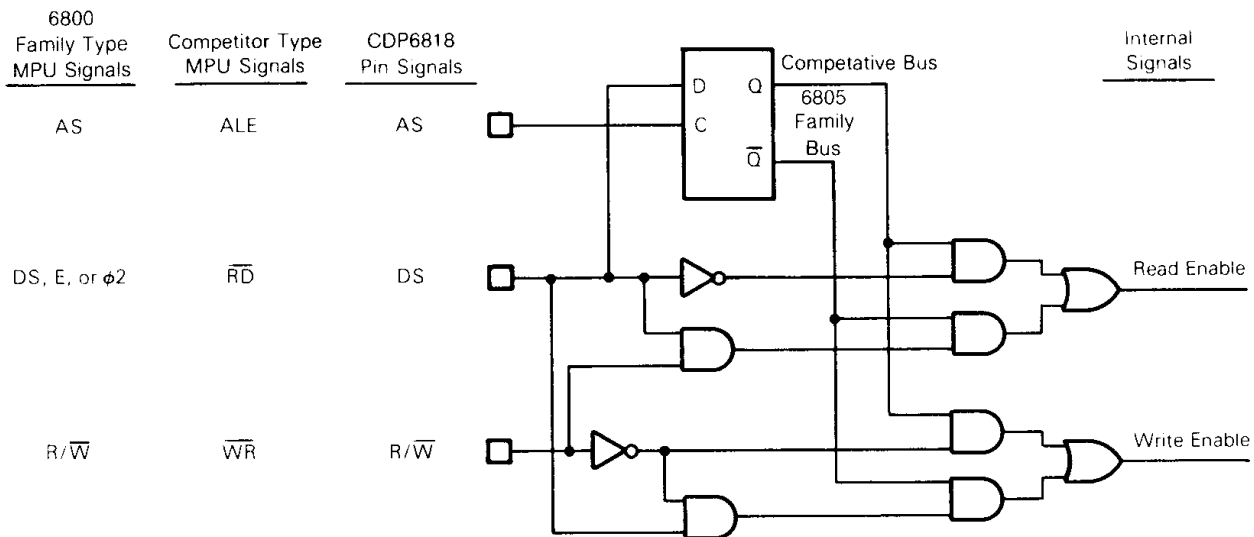 6800
Family Type
MPU Signals
Competitor Type
MPU Signals
CDP6818
Pin Signals
Internal
Signals
AS
ALE
AS
D
Q
C
Q̅
Competative Bus
6805
Family
Bus
DS, E, or ϕ2
R̅D̅
DS
Read Enable
R/W̅
W̅R̅
R/W̅
Write Enable